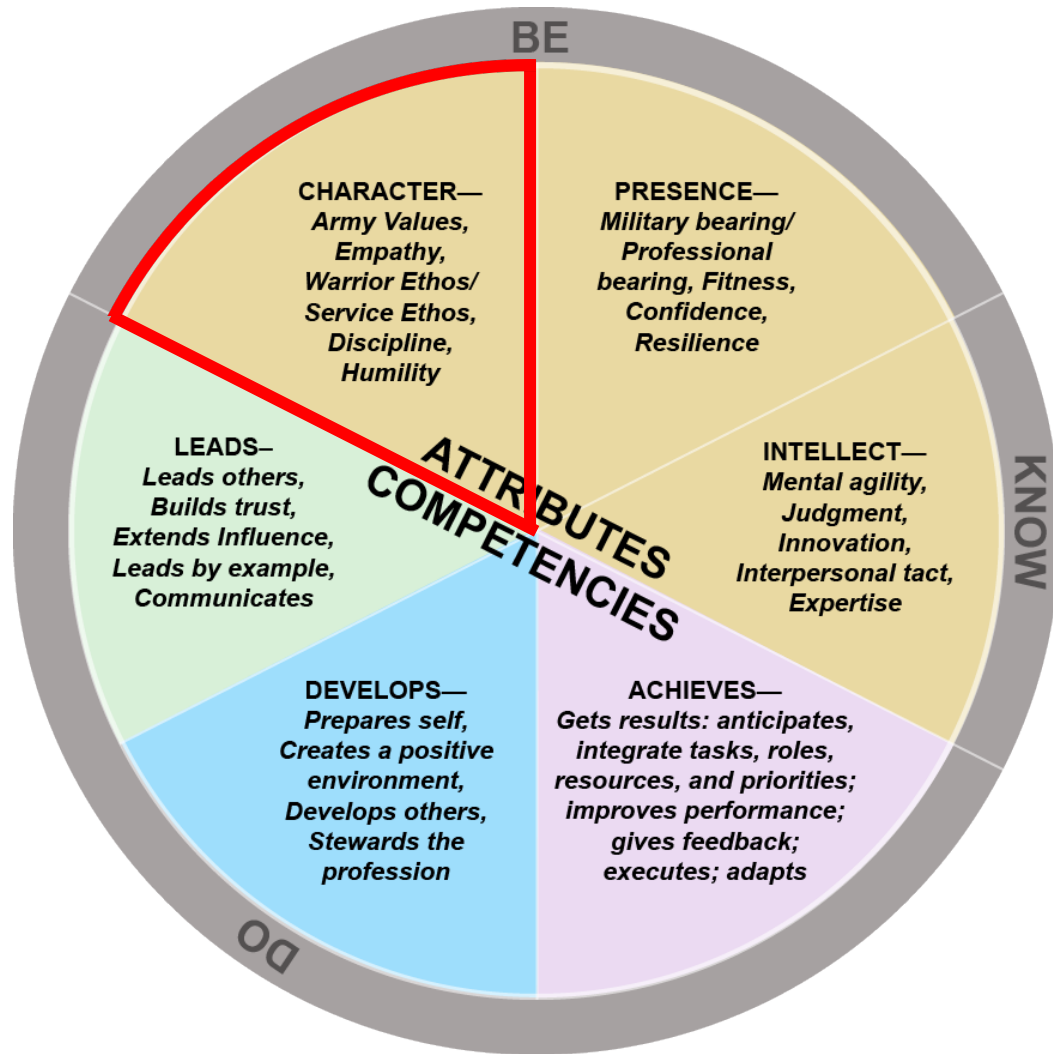 BE
CHARACTER—
Army Values,
Empathy,
Warrior Ethos/
Service Ethos,
Discipline,
Humility
PRESENCE—
Military bearing/
Professional
bearing, Fitness,
Confidence,
Resilience
INTELLECT—
Mental agility,
Judgment,
Innovation,
Interpersonal tact,
Expertise
KNOW
ATTRIBUTES
COMPETENCIES
LEADS–
Leads others,
Builds trust,
Extends Influence,
Leads by example,
Communicates
DEVELOPS—
Prepares self,
Creates a positive
environment,
Develops others,
Stewards the
profession
ACHIEVES—
Gets results: anticipates,
integrate tasks, roles,
resources, and priorities;
improves performance;
gives feedback;
executes; adapts
DO